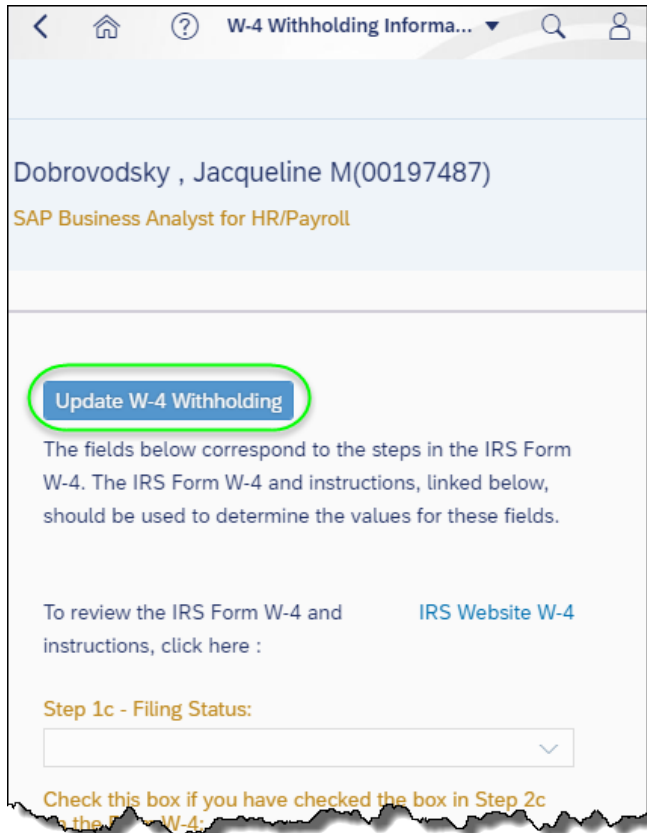 W-4 Withholding Informa...
Dobrovodsky , Jacqueline M(00197487)
SAP Business Analyst for HR/Payroll
Update W-4 Withholding
The fields below correspond to the steps in the IRS Form
W-4. The IRS Form W-4 and instructions, linked below,
should be used to determine the values for these fields.
To review the IRS Form W-4 and IRS Website W-4
instructions, click here :
Step 1c - Filing Status:
Check this box if you have checked the box in Step 2c
the W-4: